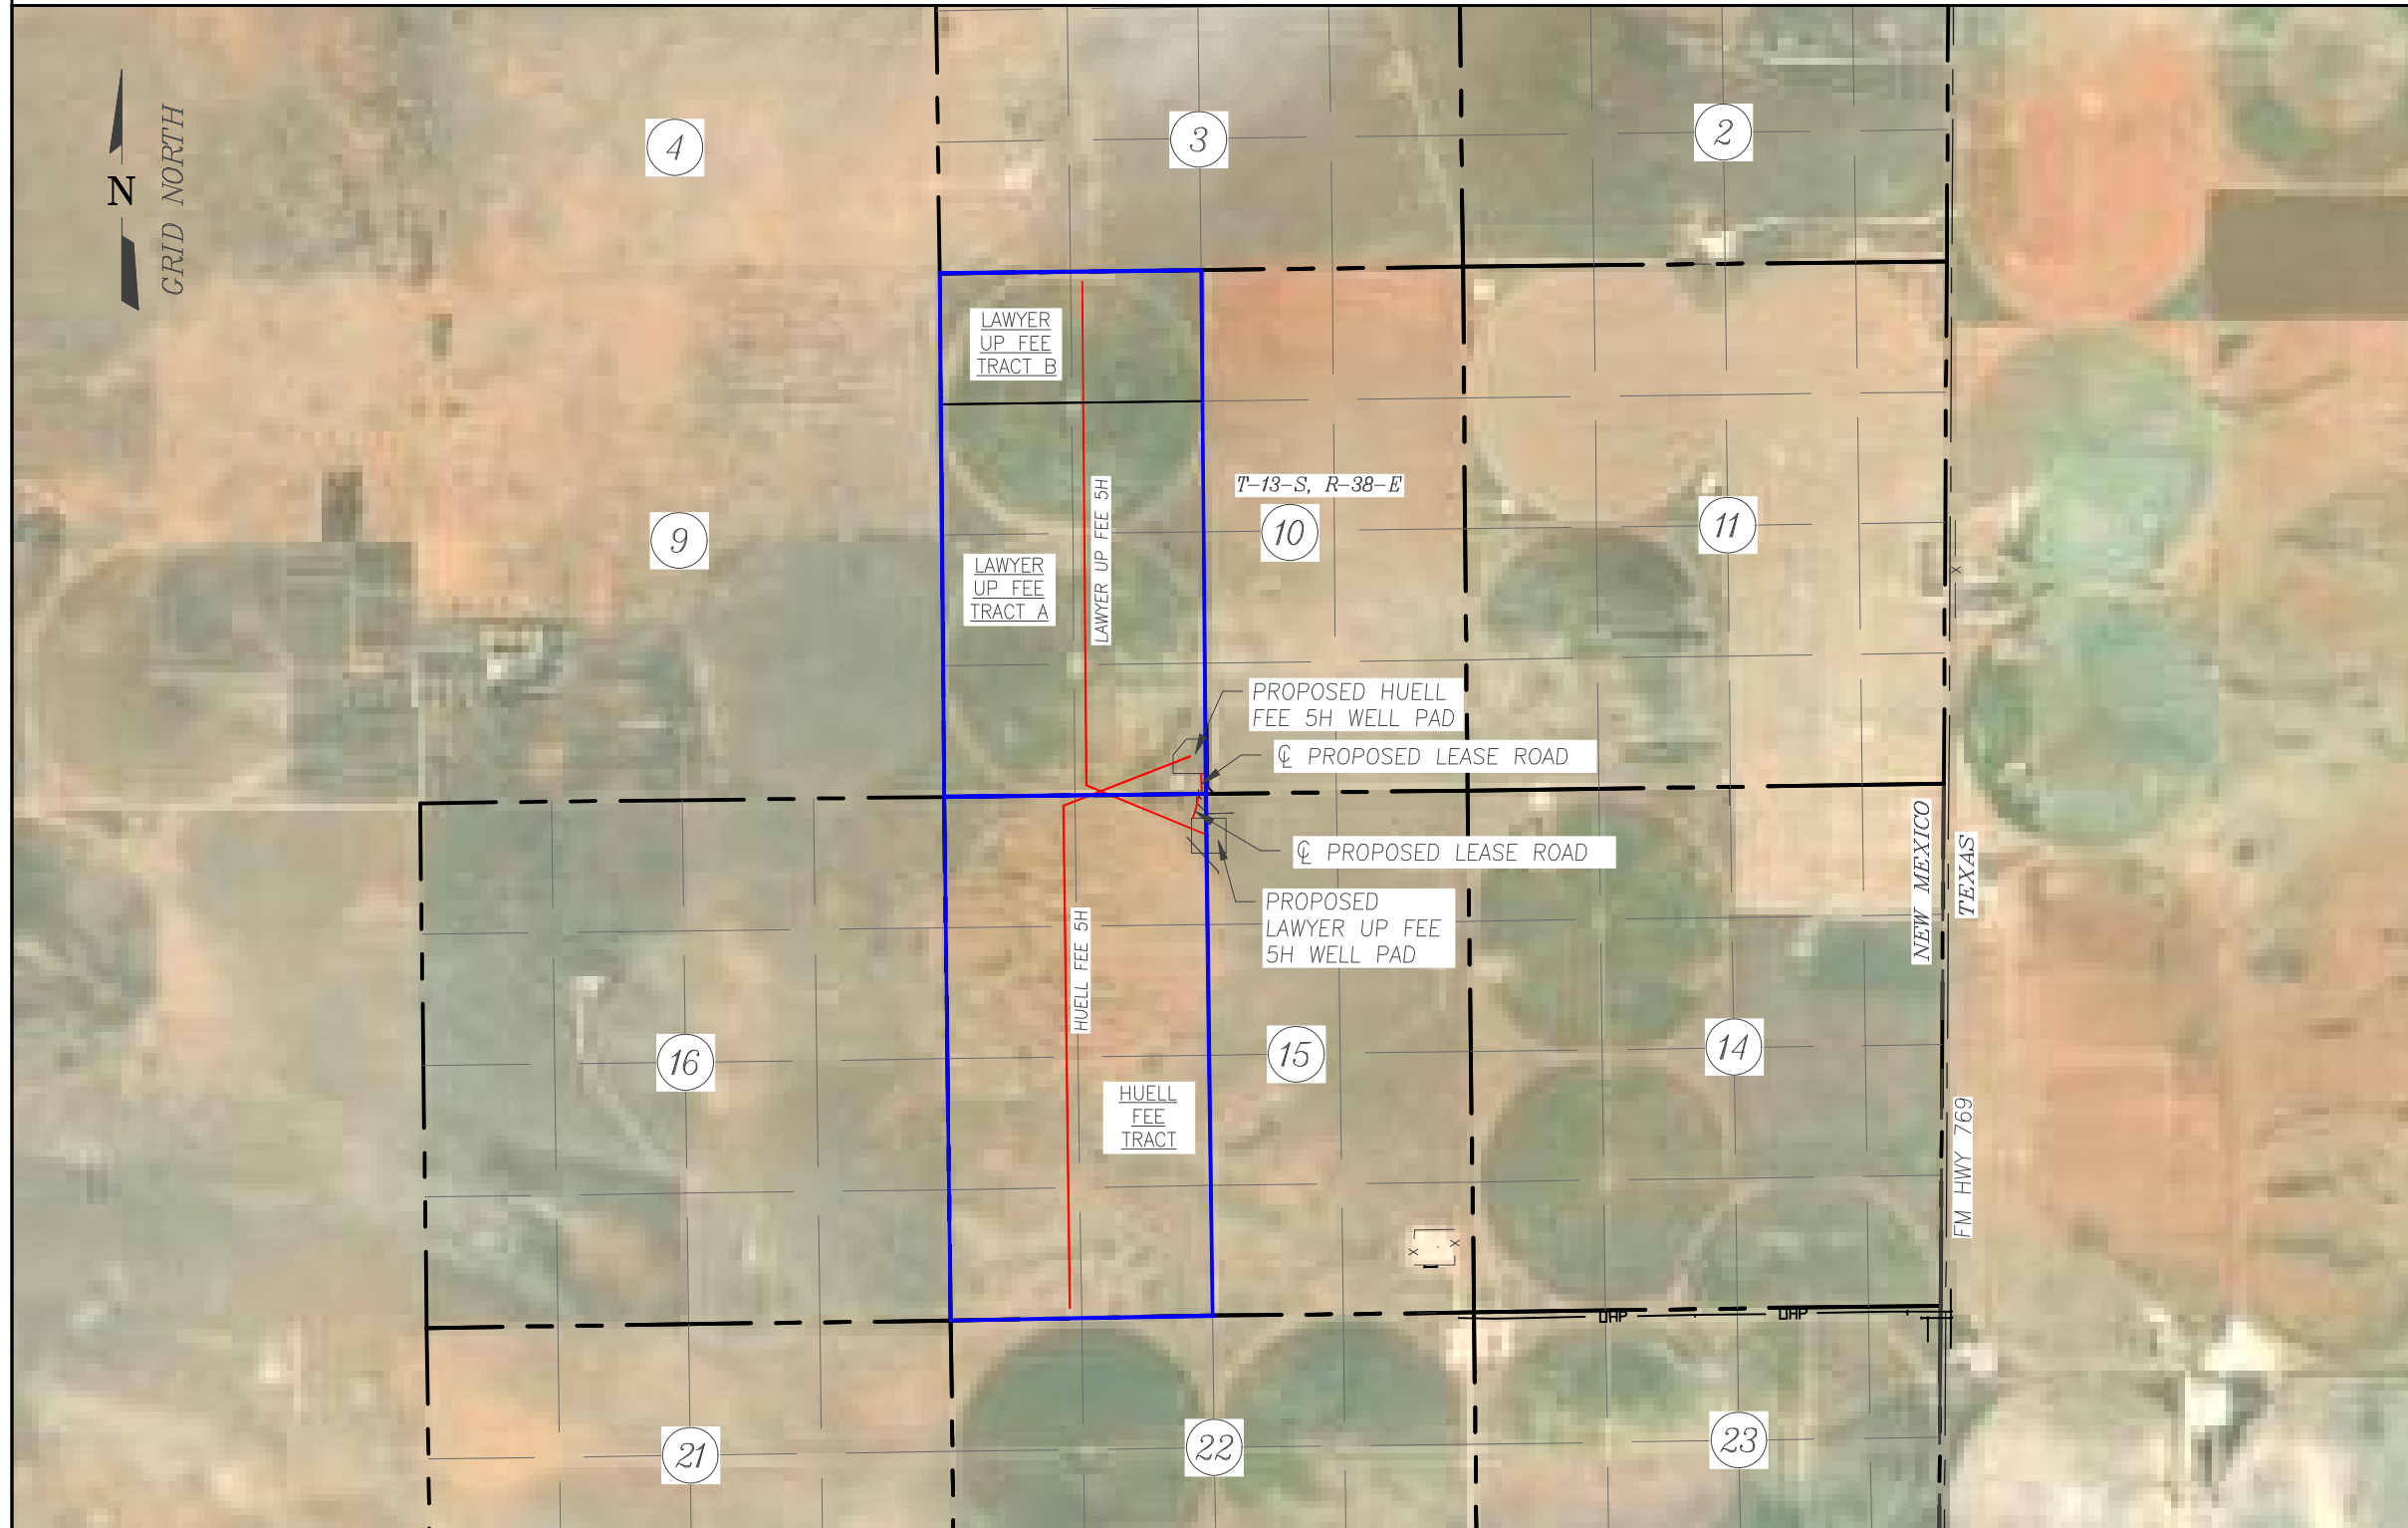 N
GRID NORTH
4
3
2
LAWYER
UP FEE
TRACT B
T-13-S, R-38-E
9
10
11
LAWYER UP FEE 5H
LAWYER
UP FEE
TRACT A
PROPOSED HUELL
FEE 5H WELL PAD
℄ PROPOSED LEASE ROAD
℄ PROPOSED LEASE ROAD
PROPOSED
LAWYER UP FEE
5H WELL PAD
NEW MEXICO
TEXAS
HUELL FEE 5H
16
15
14
HUELL
FEE
TRACT
FM HWY 769
OHP
OHP
21
22
23